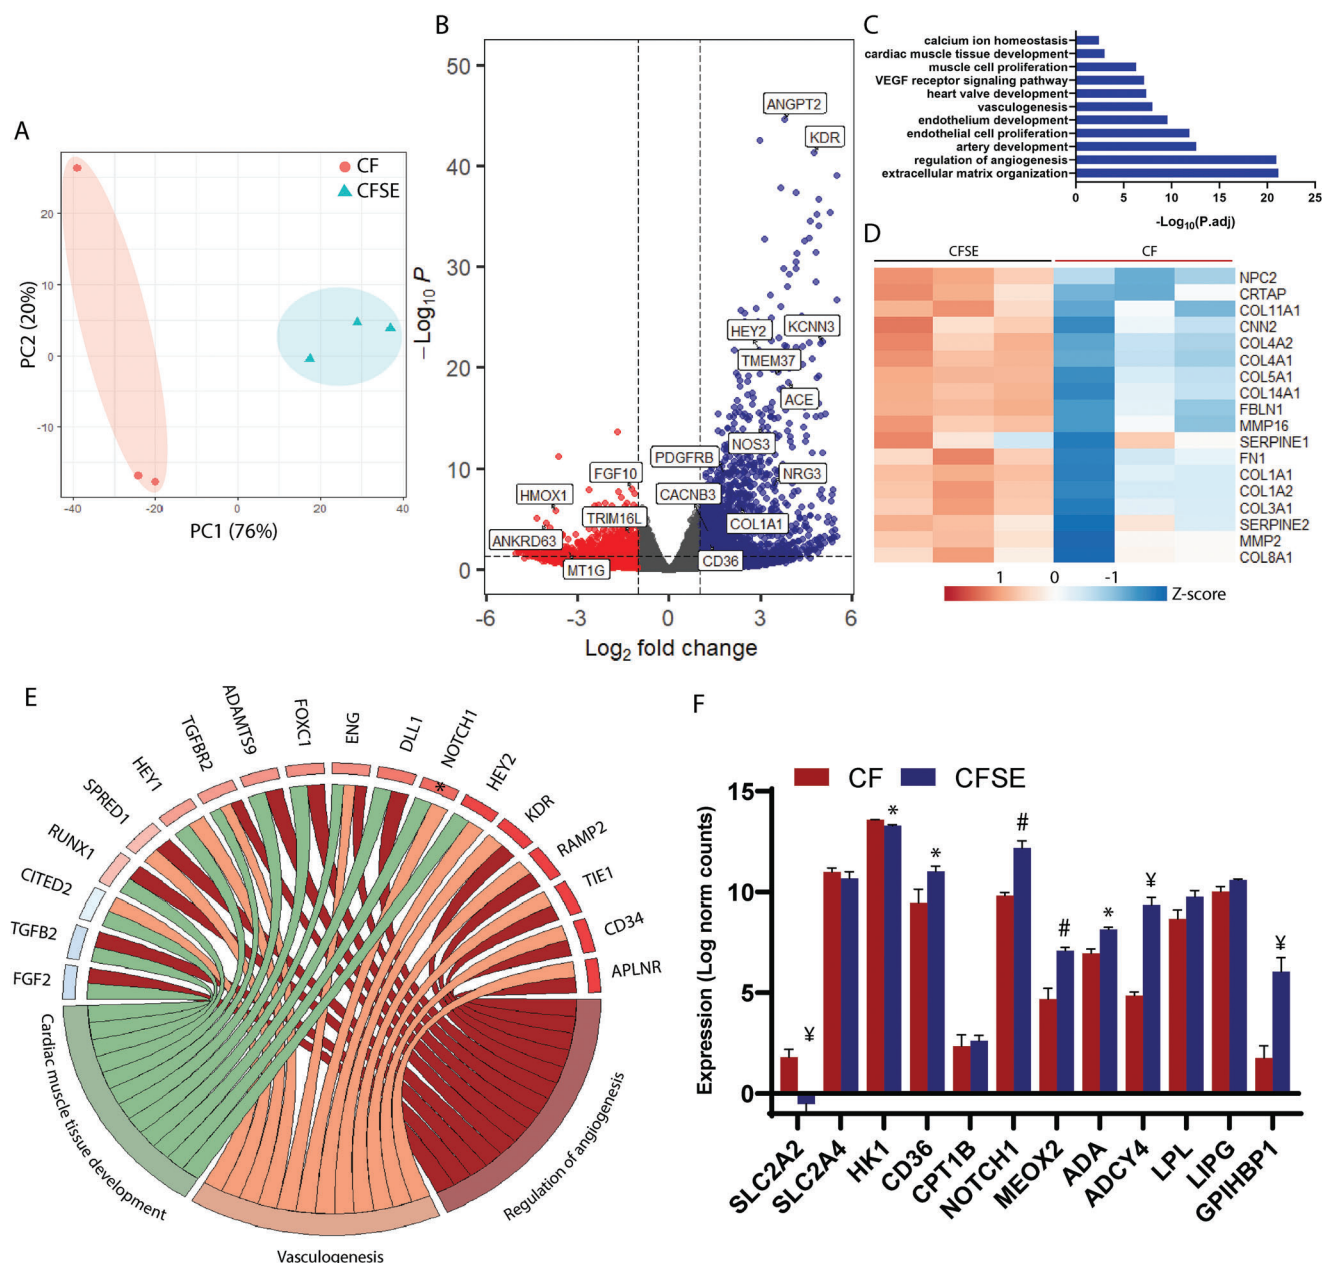 A
CF
CFSE
20
10
0
-10
-40
-20
0
20
40
PC2 (20%)
PC1 (76%)
B
50
40
30
20
10
0
-6
-3
0
3
6
−Log10 P
Log2 fold change
ANGPT2
KDR
HEY2
KCNN3
TMEM37
ACE
NOS3
PDGFRB
NRG3
FGF10
CACNB3
HMOX1
TRIM16L
COL1A1
ANKRD63
MT1G
CD36
C
calcium ion homeostasis
cardiac muscle tissue development
muscle cell proliferation
VEGF receptor signaling pathway
heart valve development
vasculogenesis
endothelium development
endothelial cell proliferation
artery development
regulation of angiogenesis
extracellular matrix organization
0
5
10
15
20
25
-Log10(P.adj)
D
CFSE
CF
NPC2
CRTAP
COL11A1
CNN2
COL4A2
COL4A1
COL5A1
COL14A1
FBLN1
MMP16
SERPINE1
FN1
COL1A1
COL1A2
COL3A1
SERPINE2
MMP2
COL8A1
1
0
-1
Z-score
E
FGF2
TGFB2
CITED2
RUNX1
SPRED1
HEY1
TGFBR2
ADAMTS9
FOXC1
ENG
DLL1
NOTCH1
*
HEY2
KDR
RAMP2
TIE1
CD34
APLNR
Cardiac muscle tissue development
Vasculogenesis
Regulation of angiogenesis
F
CF
CFSE
15
10
5
0
Expression (Log norm counts)
¥
*
*
#
#
*
¥
¥
SLC2A2
SLC2A4
HK1
CD36
CPT1B
NOTCH1
MEOX2
ADA
ADCY4
LPL
LIPG
GPIHBP1